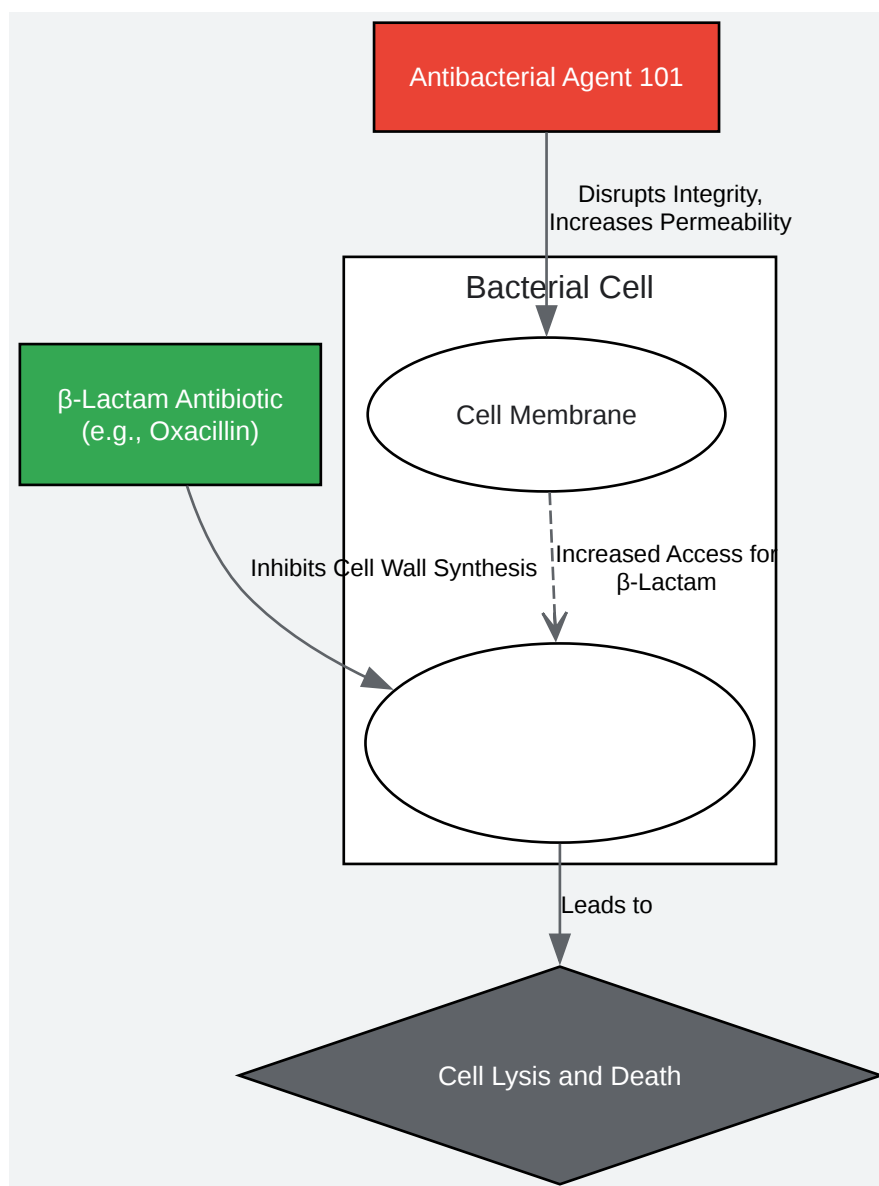 Antibacterial Agent 101
Disrupts Integrity,
Increases Permeability
Bacterial Cell
β-Lactam Antibiotic
(e.g., Oxacillin)
Cell Membrane
Inhibits Cell Wall Synthesis
Increased Access for
β-Lactam
Leads to
Cell Lysis and Death